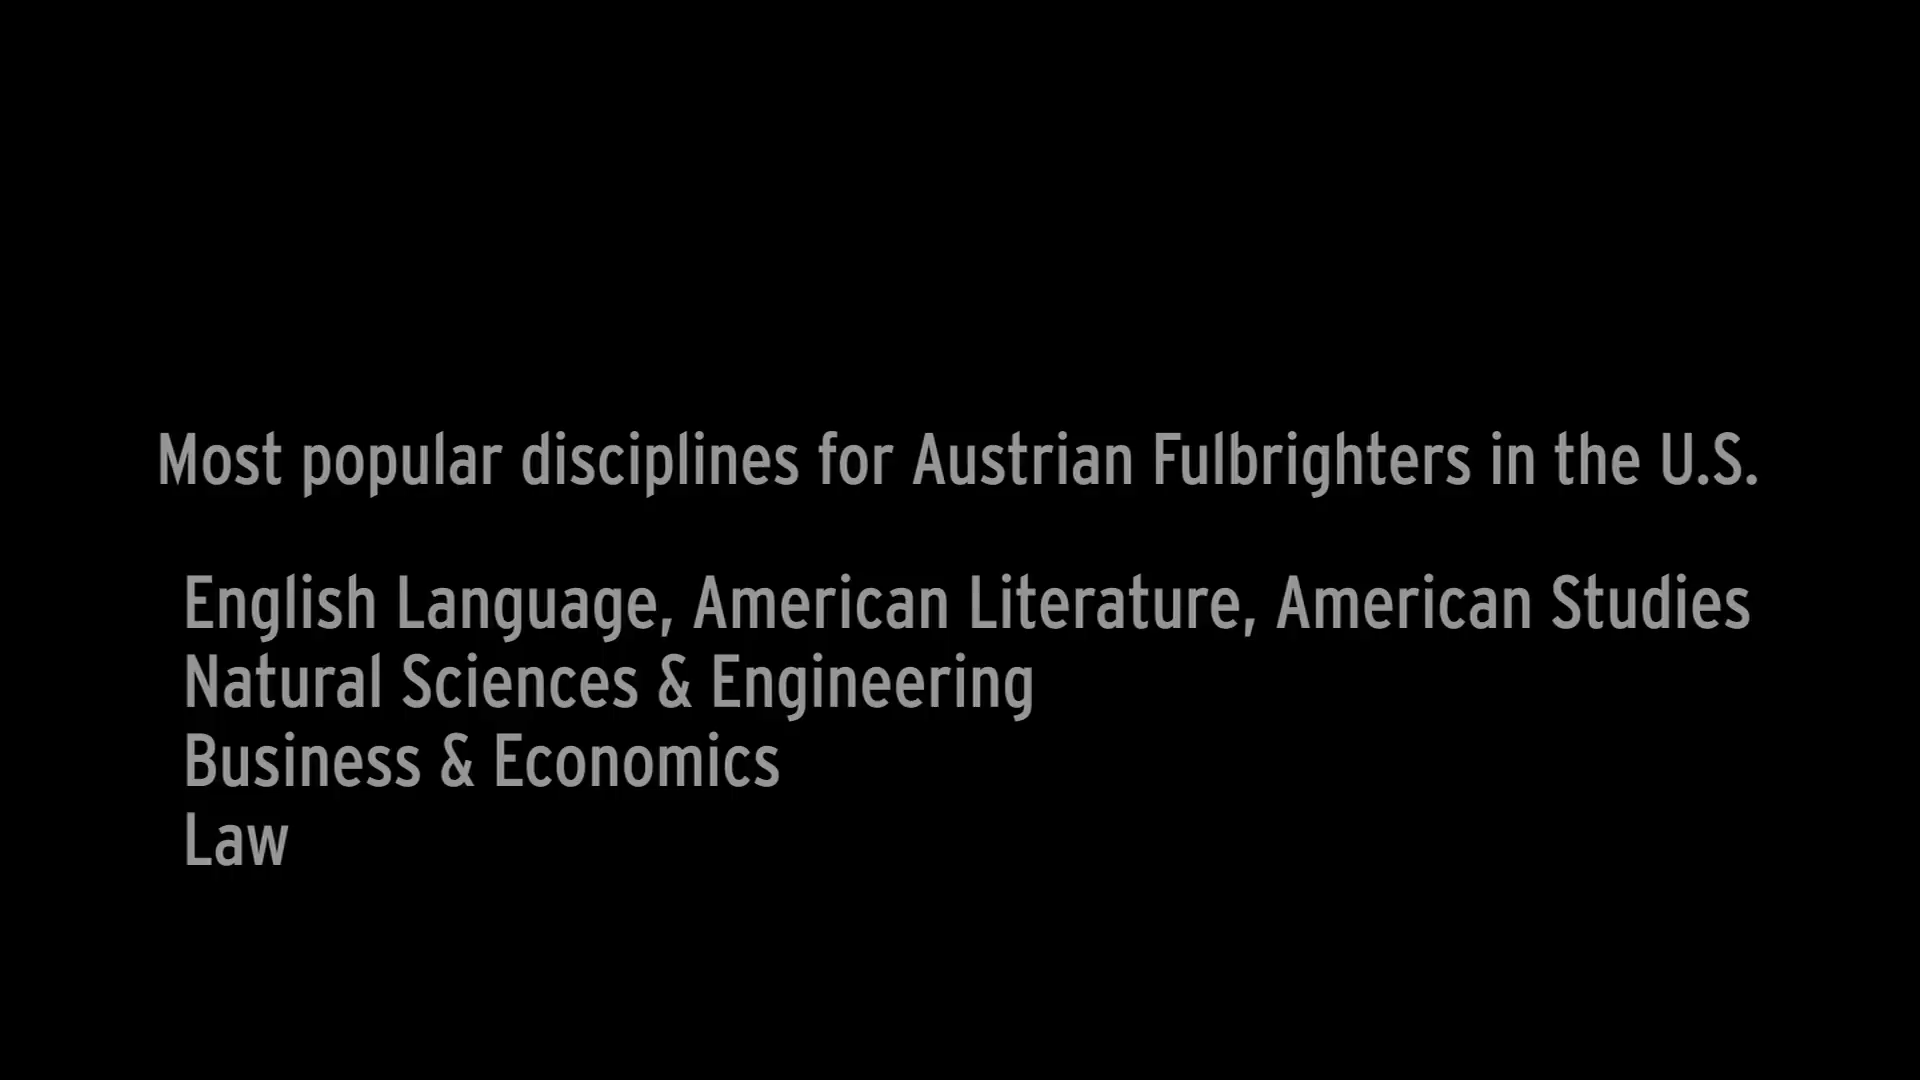 Most popular disciplines for Austrian Fulbrighters in the U.S.
English Language, American Literature, American Studies
Natural Sciences & Engineering
Business & Economics
Law